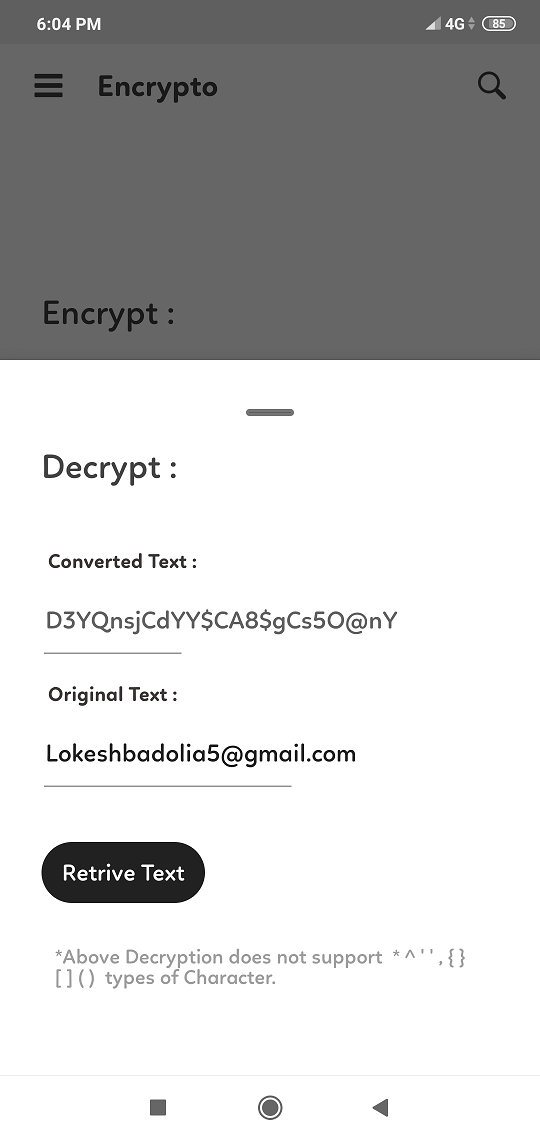 6:04 PM 4G 85
Encrypto
Encrypt :
Decrypt :
Converted Text :
D3YQnsjCdYY$CA8$gCs5O@nY
Original Text :
Lokeshbadolia5@gmail.com
Retrive Text
*Above Decryption does not support * ^ ' ' , { }
[ ] ( ) types of Character.